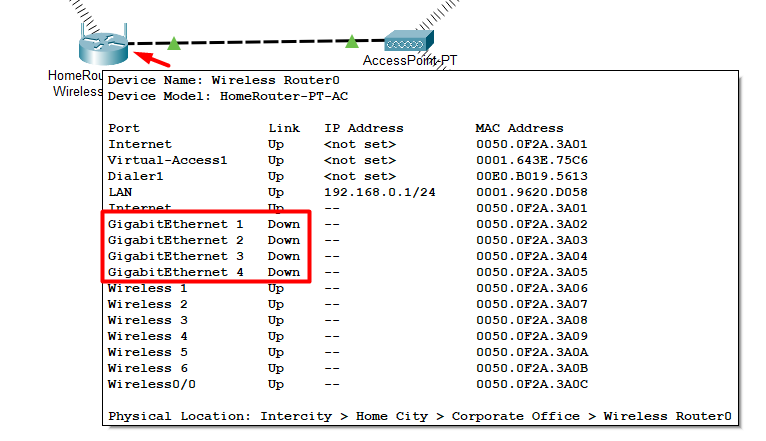 AccessPoint-PT
HomeRou
Wireless
Device Name: Wireless Router0
Device Model: HomeRouter-PT-AC
Port Link IP Address MAC Address
Internet Up <not set> 0050.0F2A.3A01
Virtual-Access1 Up <not set> 0001.643E.75C6
Dialer1 Up <not set> 00E0.B019.5613
LAN Up 192.168.0.1/24 0001.9620.D058
Internet Up -- 0050.0F2A.3A01
GigabitEthernet 1 Down -- 0050.0F2A.3A02
GigabitEthernet 2 Down -- 0050.0F2A.3A03
GigabitEthernet 3 Down -- 0050.0F2A.3A04
GigabitEthernet 4 Down -- 0050.0F2A.3A05
Wireless 1 Up -- 0050.0F2A.3A06
Wireless 2 Up -- 0050.0F2A.3A07
Wireless 3 Up -- 0050.0F2A.3A08
Wireless 4 Up -- 0050.0F2A.3A09
Wireless 5 Up -- 0050.0F2A.3A0A
Wireless 6 Up -- 0050.0F2A.3A0B
Wireless0/0 Up -- 0050.0F2A.3A0C
Physical Location: Intercity > Home City > Corporate Office > Wireless Router0